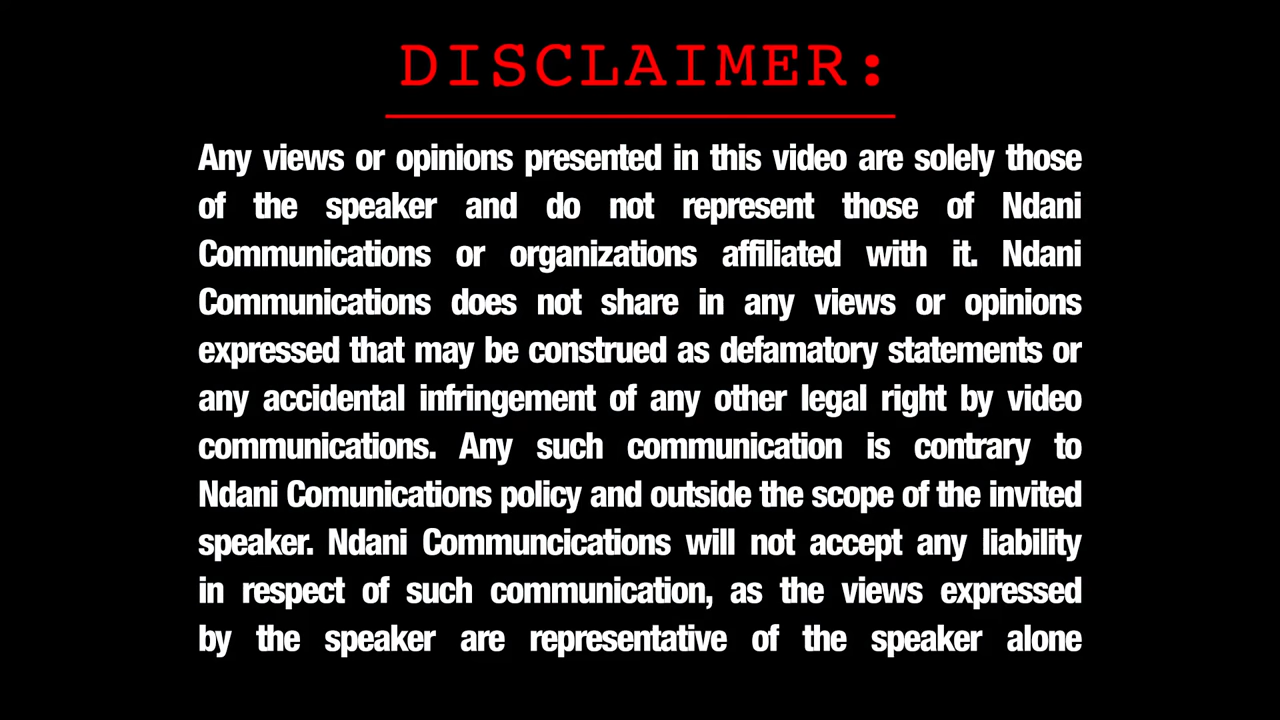 DISCLAIMER:
Any views or opinions presented in this video are solely those
of the speaker and do not represent those of Ndani
Communications or organizations affiliated with it. Ndani
Communications does not share in any views or opinions
expressed that may be construed as defamatory statements or
any accidental infringement of any other legal right by video
communications. Any such communication is contrary to
Ndani Comunications policy and outside the scope of the invited
speaker. Ndani Communcications will not accept any liability
in respect of such communication, as the views expressed
by the speaker are representative of the speaker alone